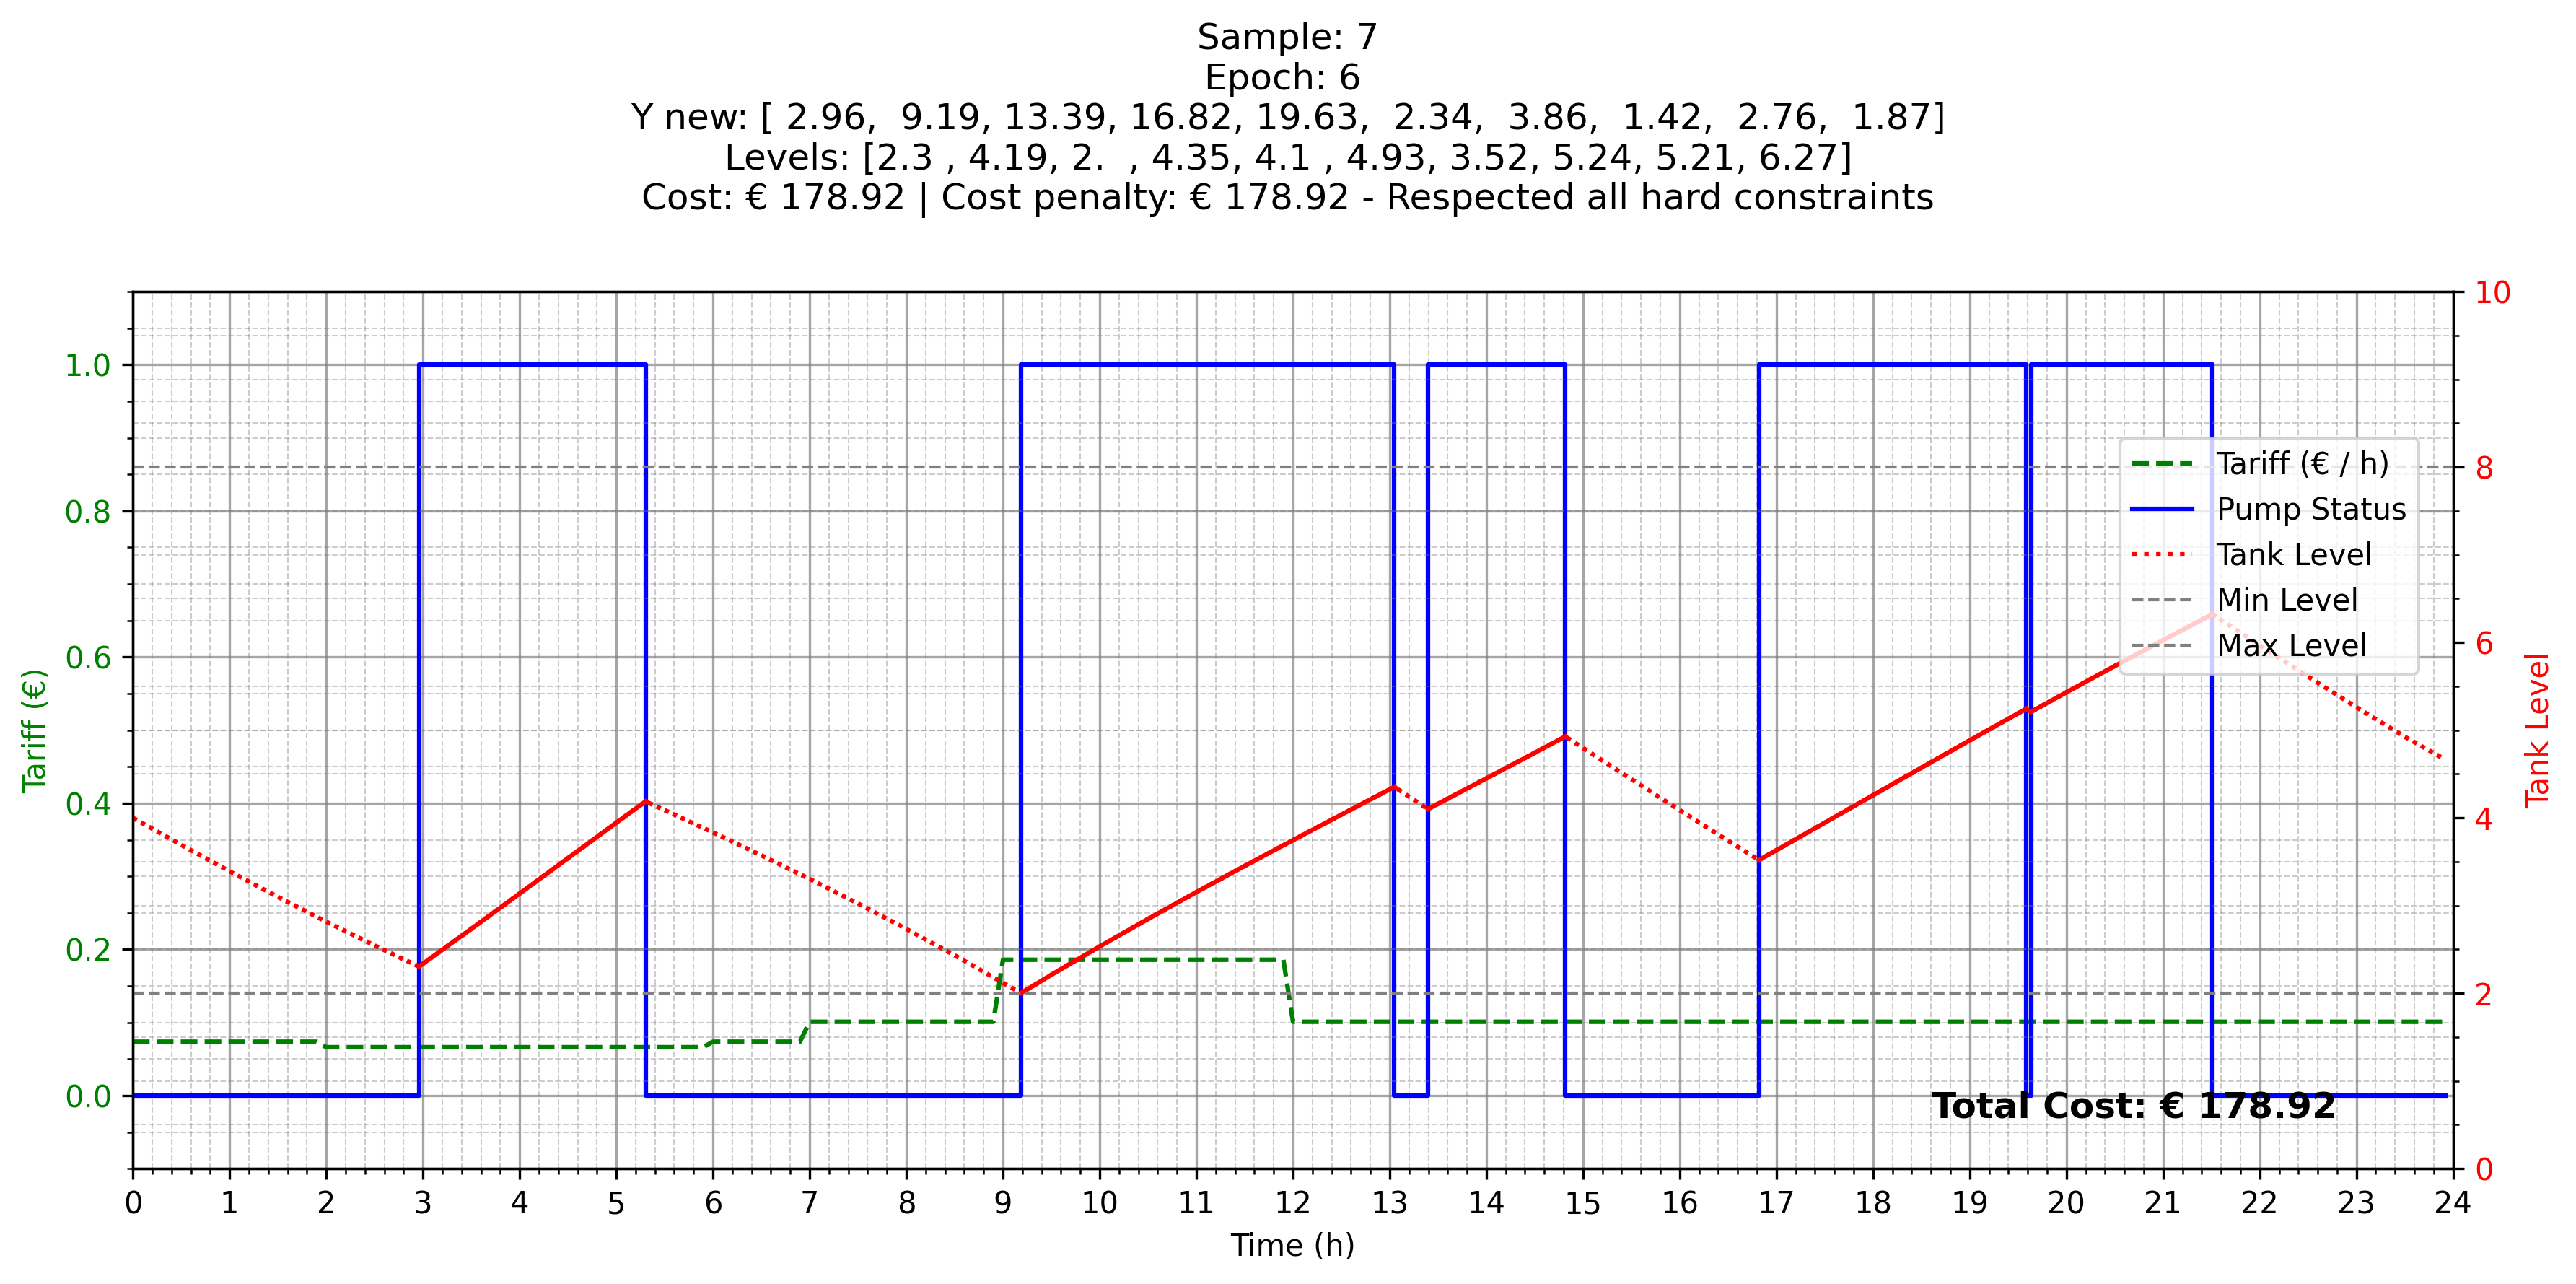 Sample: 7
Epoch: 6
Y new: [ 2.96,  9.19, 13.39, 16.82, 19.63,  2.34,  3.86,  1.42,  2.76,  1.87]
Levels: [2.3 , 4.19, 2.  , 4.35, 4.1 , 4.93, 3.52, 5.24, 5.21, 6.27]
Cost: € 178.92 | Cost penalty: € 178.92 - Respected all hard constraints
Tariff (€)
1.0
0.8
0.6
0.4
0.2
0.0
Tariff (€ / h)
Pump Status
Tank Level
Min Level
Max Level
Total Cost: € 178.92
10
8
6
4
2
0
Tank Level
0 1 2 3 4 5 6 7 8 9 10 11 12 13 14 15 16 17 18 19 20 21 22 23 24
Time (h)